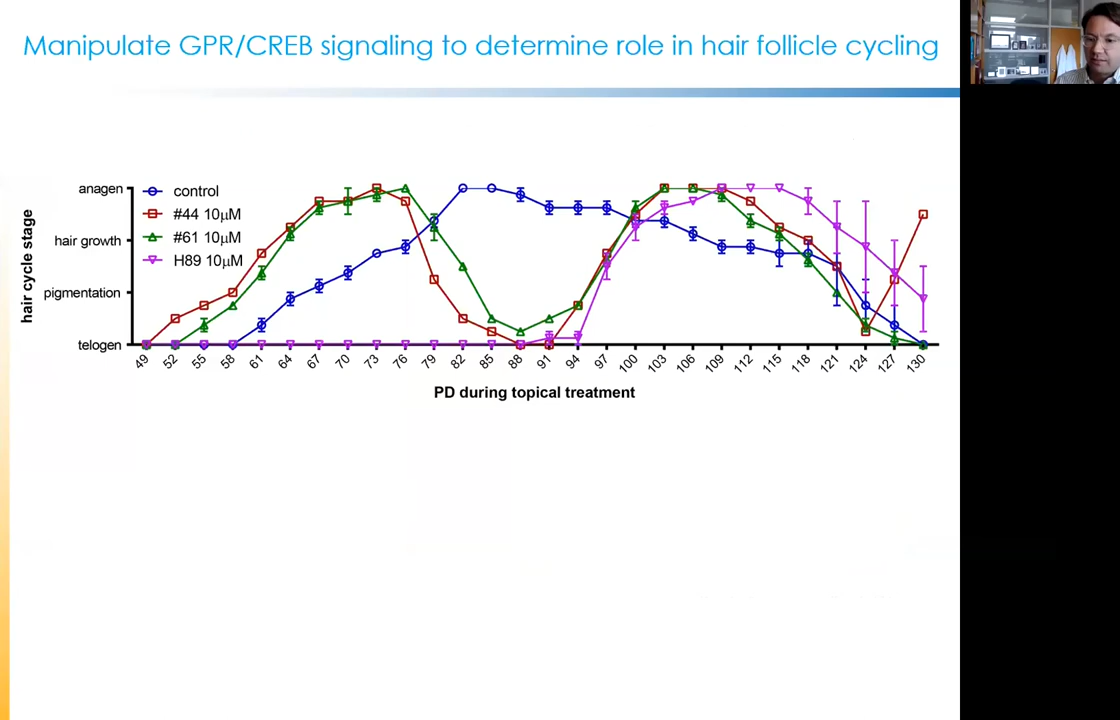 Manipulate GPR/CREB signaling to determine role in hair follicle cycling
hair cycle stage
anagen
hair growth
pigmentation
telogen
control
#44 10µM
#61 10µM
H89 10µM
49 52 55 58 61 64 67 70 73 76 79 82 85 88 91 94 97 100 103 106 109 112 115 118 121 124 127 130
PD during topical treatment